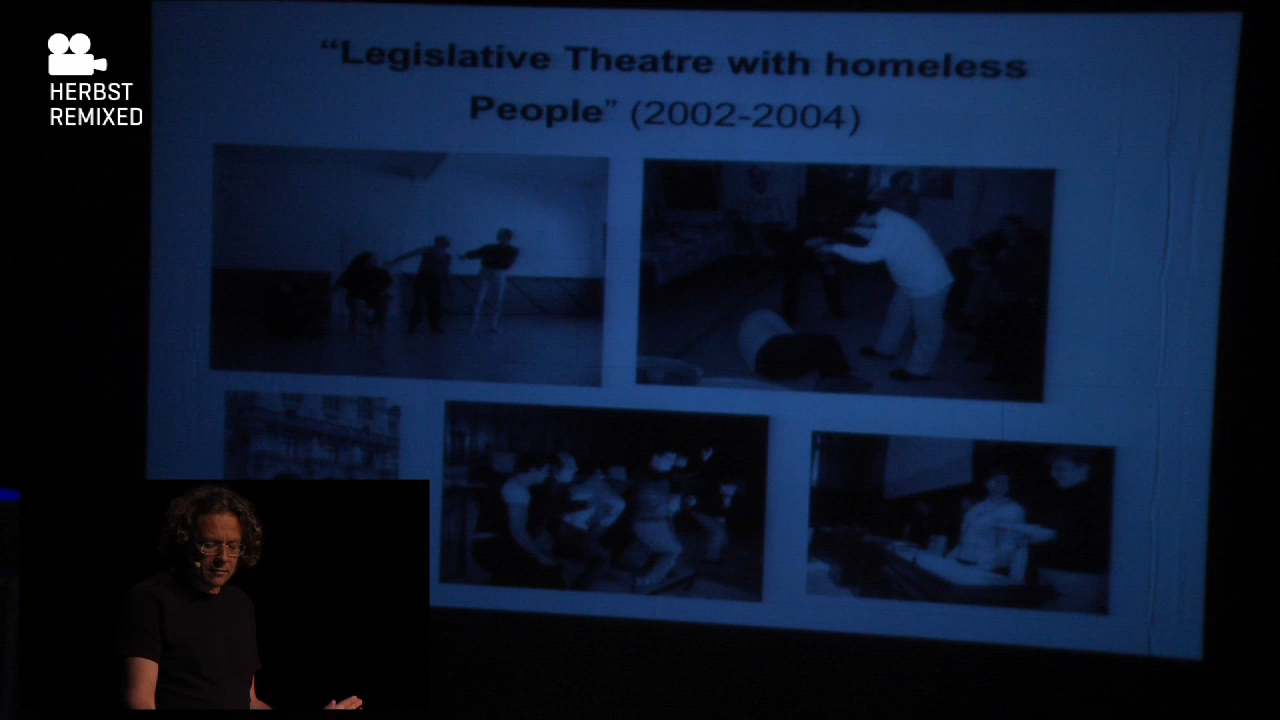 HERBST
REMIXED
“Legislative Theatre with homeless
People” (2002-2004)